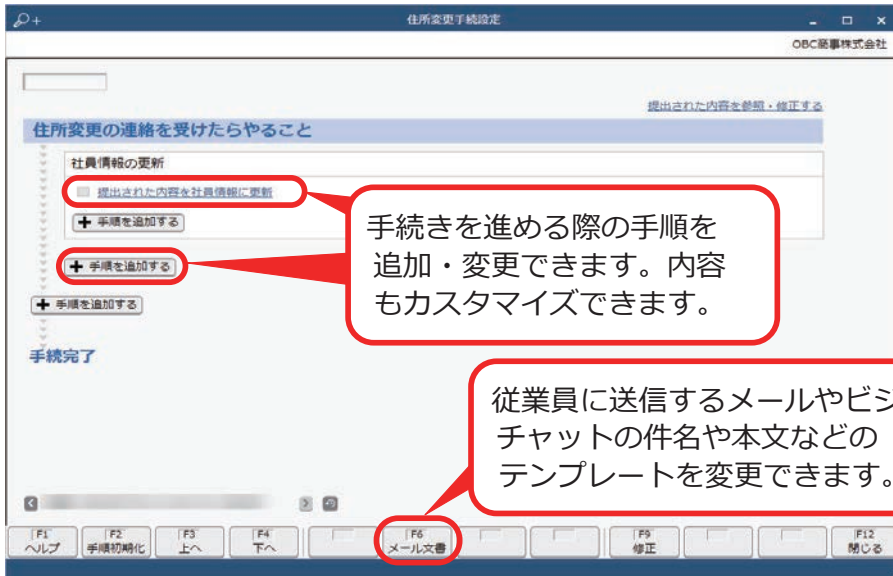 住所変更手続設定
OBC商事株式会社
提出された内容を参照・修正する
住所変更の連絡を受けたらやること
社員情報の更新
提出された内容を社員情報に更新
手順を追加する
手順を追加する
手順を追加する
手続完了
手続きを進める際の手順を
追加・変更できます。内容
もカスタマイズできます。
従業員に送信するメールやビジ
チャットの件名や本文などの
テンプレートを変更できます。
F1 F2 F3 F4 F6 F9 F12
ヘルプ 手順初期化 上へ 下へ メール文書 修正 閉じる